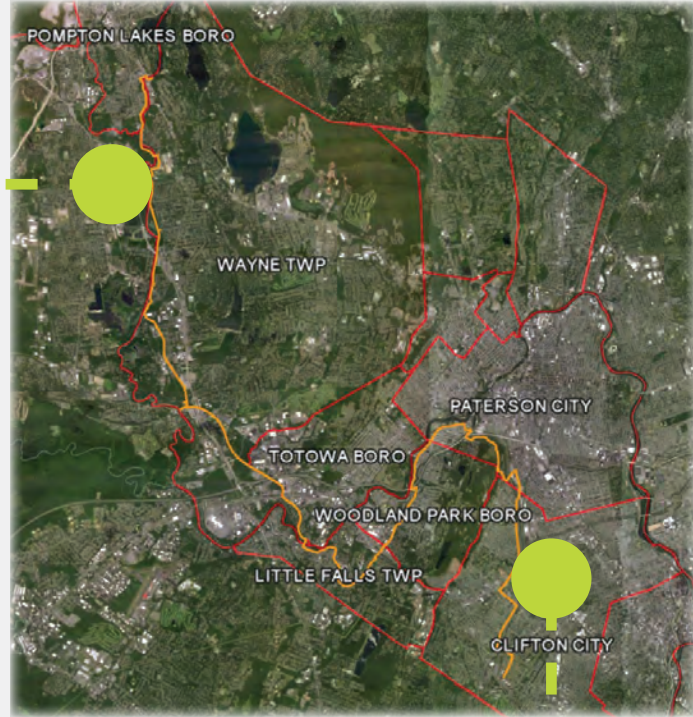 POMPTON LAKES BORO
WAYNE TWP
PATERSON CITY
TOTOWA BORO
WOODLAND PARK BORO
LITTLE FALLS TWP
CLIFTON CITY